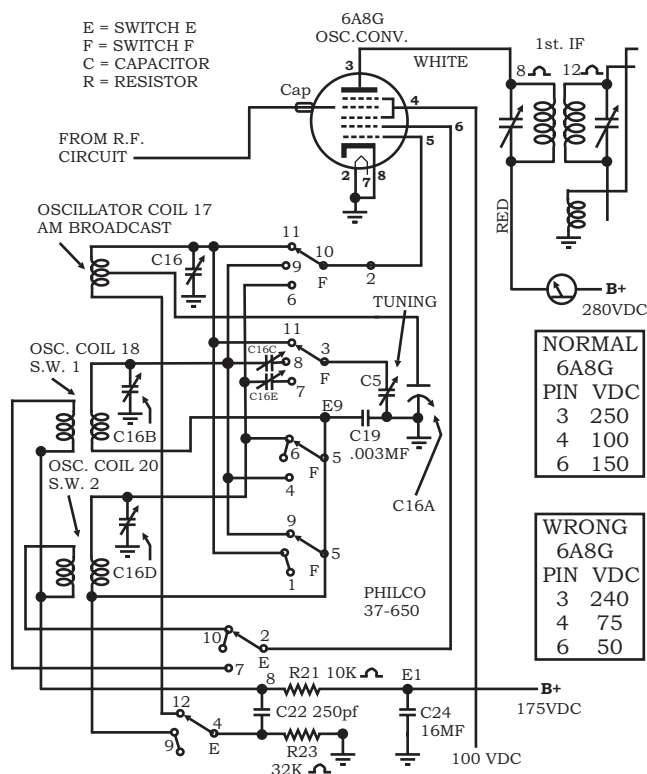 E = SWITCH E
F = SWITCH F
C = CAPACITOR
R = RESISTOR
6A8G
OSC.CONV.
3
WHITE
1st. IF
8
12
Cap
4
6
5
FROM R.F.
CIRCUIT
2
7
8
RED
OSCILLATOR COIL 17
AM BROADCAST
C16
11
10
9
F
2
6
B+
280VDC
TUNING
11
3
C16C
8
F
C5
C16E
7
OSC. COIL 18
S.W. 1
C16B
E9
C19
.003MF
C16A
NORMAL
6A8G
PIN VDC
3 250
4 100
6 150
6
5
F
4
OSC. COIL 20
S.W. 2
C16D
9
5
F
1
PHILCO
37-650
WRONG
6A8G
PIN VDC
3 240
4 75
6 50
10
2
E
7
8
R21 10K
E1
B+
175VDC
12
4
E
9
C22 250pf
C24
16MF
R23
32K
100 VDC